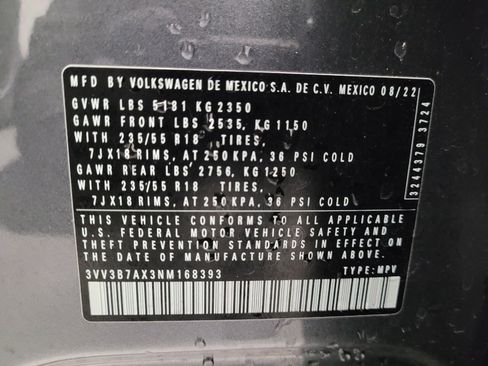 MFD BY VOLKSWAGEN DE MEXICO S.A. DE C.V. MEXICO 08/22
GVWR LBS 5181 KG 2350
GAWR FRONT LBS 2535, KG 1150
WITH 235/55 R18 TIRES,
7JX18 RIMS, AT 250 KPA, 36 PSI COLD
GAWR REAR LBS 2756, KG 1250
WITH 235/55 R18 TIRES,
7JX18 RIMS, AT 250 KPA, 36 PSI COLD
THIS VEHICLE CONFORMS TO ALL APPLICABLE
U.S. FEDERAL MOTOR VEHICLE SAFETY BUMPER AND
THEFT PREVENTION STANDARDS IN EFFECT ON
THE DATE OF MANUFACTURE SHOWN ABOVE.
3VV3B7AX3NM168393 TYPE: MPV
3244379 3724